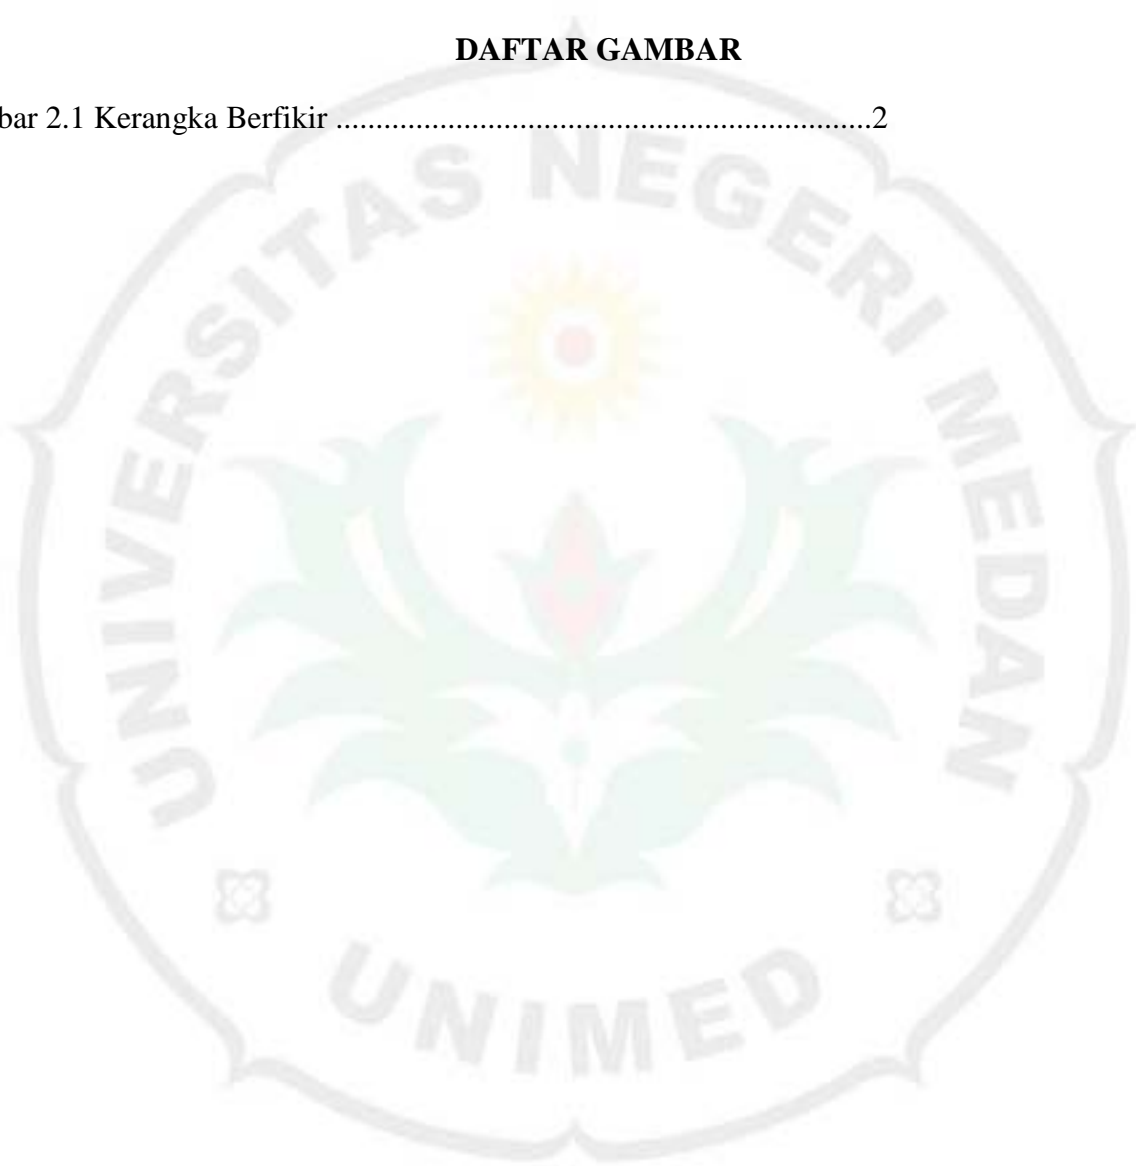 DAFTAR GAMBAR
bar 2.1 Kerangka Berfikir ....................................................................2
UNIVERSITAS NEGERI MEDAN
UNIMED